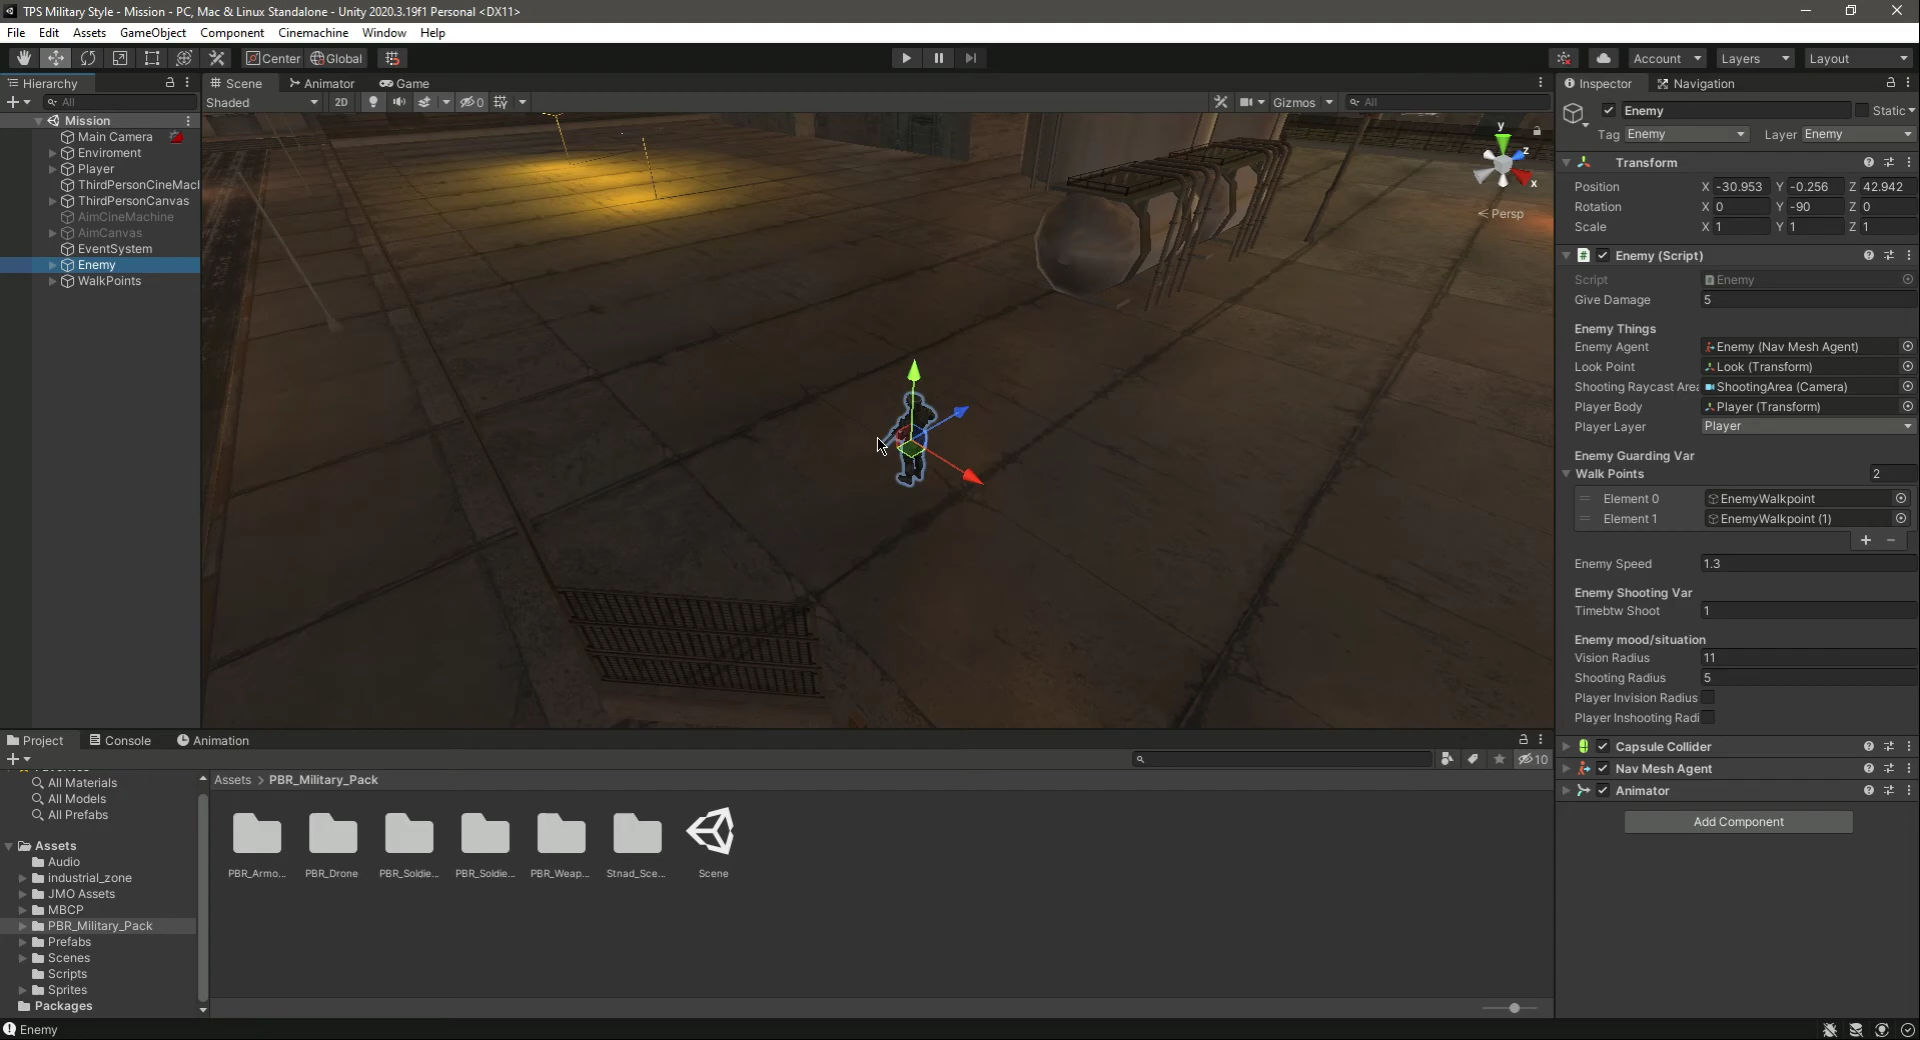 TPS Military Style - Mission - PC, Mac & Linux Standalone - Unity 2020.3.19f1 Personal <DX11>
File Edit Assets GameObject Component Cinemachine Window Help
Center Global Account Layers Layout
Hierarchy Scene Animator Game Inspector Navigation
All Shaded 2D 0 Gizmos All
Mission
Main Camera
Enviroment
Player
ThirdPersonCineMacl
ThirdPersonCanvas
AimCineMachine
AimCanvas
EventSystem
Enemy
WalkPoints
y
z
x
Persp
Enemy Static
Tag Enemy Layer Enemy
Transform
Position X -30.953 Y -0.256 Z 42.942
Rotation X 0 Y -90 Z 0
Scale X 1 Y 1 Z 1
Enemy (Script)
Script Enemy
Give Damage 5
Enemy Things
Enemy Agent Enemy (Nav Mesh Agent)
Look Point Look (Transform)
Shooting Raycast Area ShootingArea (Camera)
Player Body Player (Transform)
Player Layer Player
Enemy Guarding Var
Walk Points 2
Element 0 EnemyWalkpoint
Element 1 EnemyWalkpoint (1)
Enemy Speed 1.3
Enemy Shooting Var
Timebtw Shoot 1
Enemy mood/situation
Vision Radius 11
Shooting Radius 5
Player Invision Radius
Player Inshooting Radi
Capsule Collider
Nav Mesh Agent
Animator
Add Component
Project Console Animation
10
All Materials
All Models
All Prefabs
Assets
Audio
industrial_zone
JMO Assets
MBCP
PBR_Military_Pack
Prefabs
Scenes
Scripts
Sprites
Packages
Assets > PBR_Military_Pack
PBR_Armo... PBR_Drone PBR_Soldie... PBR_Soldie... PBR_Weap... Stnad_Sce... Scene
Enemy